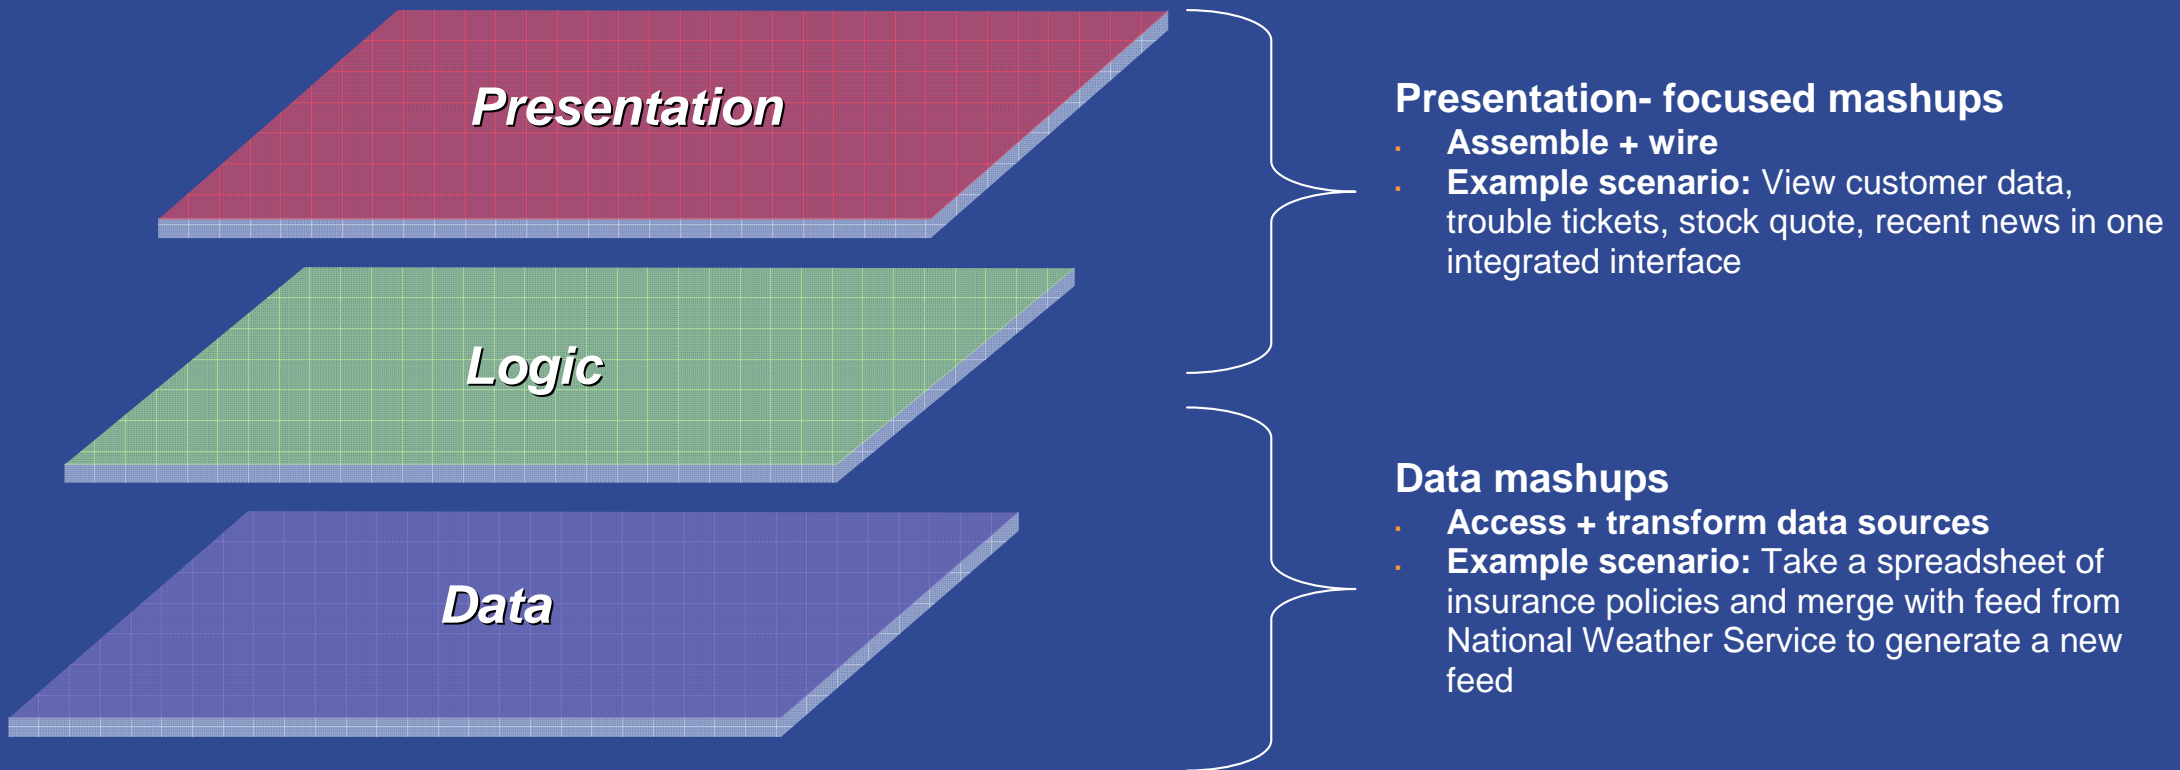 Presentation
Logic
Data
Presentation- focused mashups
Assemble + wire
Example scenario: View customer data,
trouble tickets, stock quote, recent news in one
integrated interface
Data mashups
Access + transform data sources
Example scenario: Take a spreadsheet of
insurance policies and merge with feed from
National Weather Service to generate a new
feed